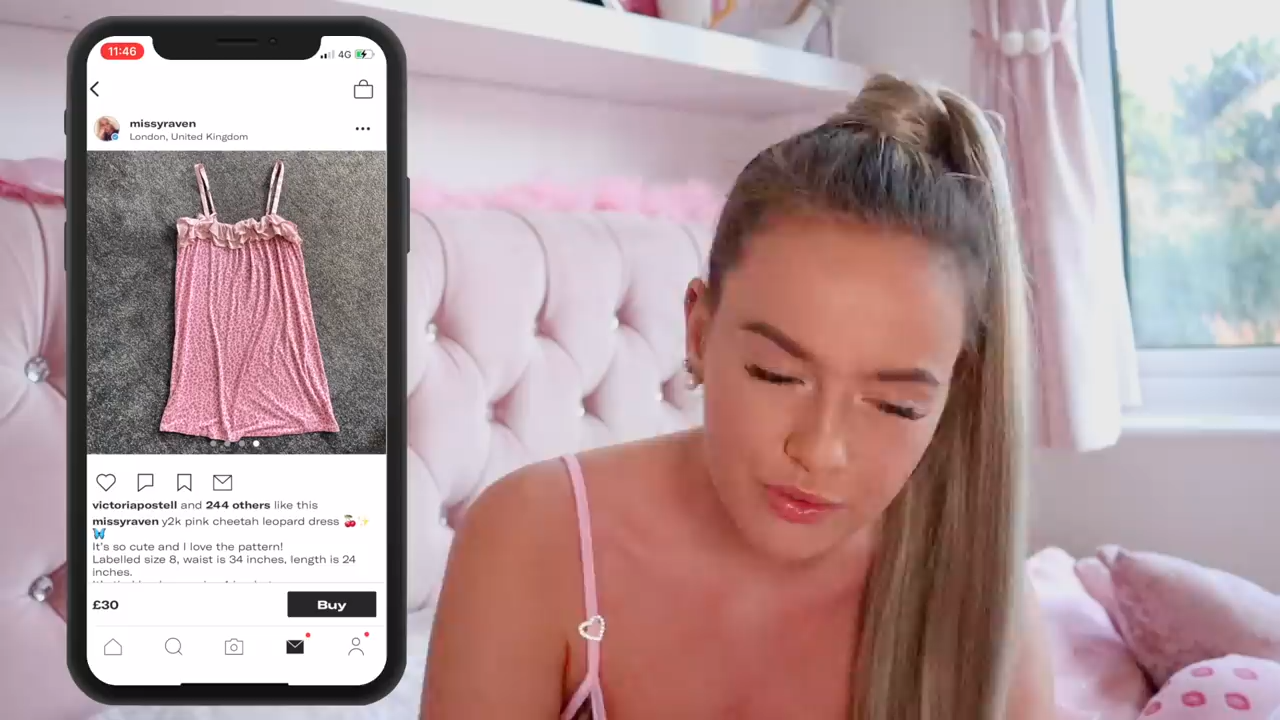 11:46
4G
missyraven
London, United Kingdom
victoriapostell and 244 others like this
missyraven y2k pink cheetah leopard dress 🍒✨
🦋
It's so cute and I love the pattern!
Labelled size 8, waist is 34 inches, length is 24
inches.
£30
Buy